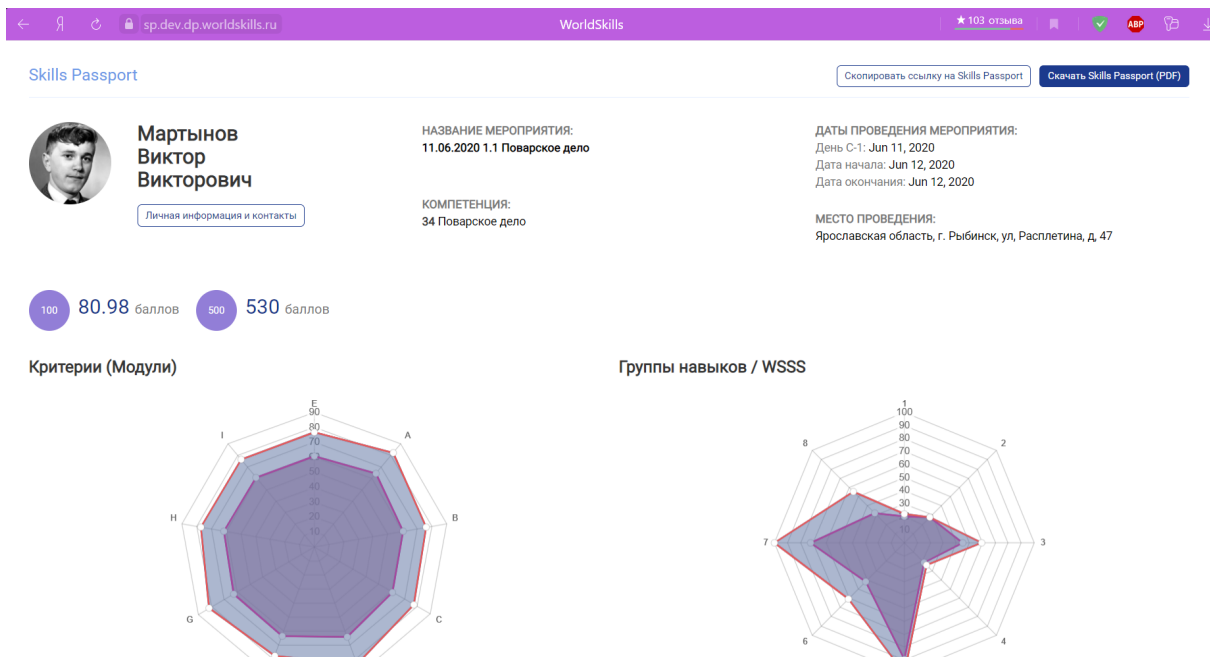 sp.dev.dp.worldskills.ru
WorldSkills
★ 103 отзыва
ABP
Skills Passport
Скопировать ссылку на Skills Passport
Скачать Skills Passport (PDF)
Мартынов
Виктор
Викторович
Личная информация и контакты
НАЗВАНИЕ МЕРОПРИЯТИЯ:
11.06.2020 1.1 Поварское дело
КОМПЕТЕНЦИЯ:
34 Поварское дело
ДАТЫ ПРОВЕДЕНИЯ МЕРОПРИЯТИЯ:
День C-1: Jun 11, 2020
Дата начала: Jun 12, 2020
Дата окончания: Jun 12, 2020
МЕСТО ПРОВЕДЕНИЯ:
Ярославская область, г. Рыбинск, ул, Расплетина, д, 47
100 80.98 баллов 500 530 баллов
Критерии (Модули)
E
90
80
70
60
50
40
30
20
10
I
A
H
B
G
C
Группы навыков / WSSS
1
100
90
80
70
60
50
40
30
10
8
2
7
3
6
4